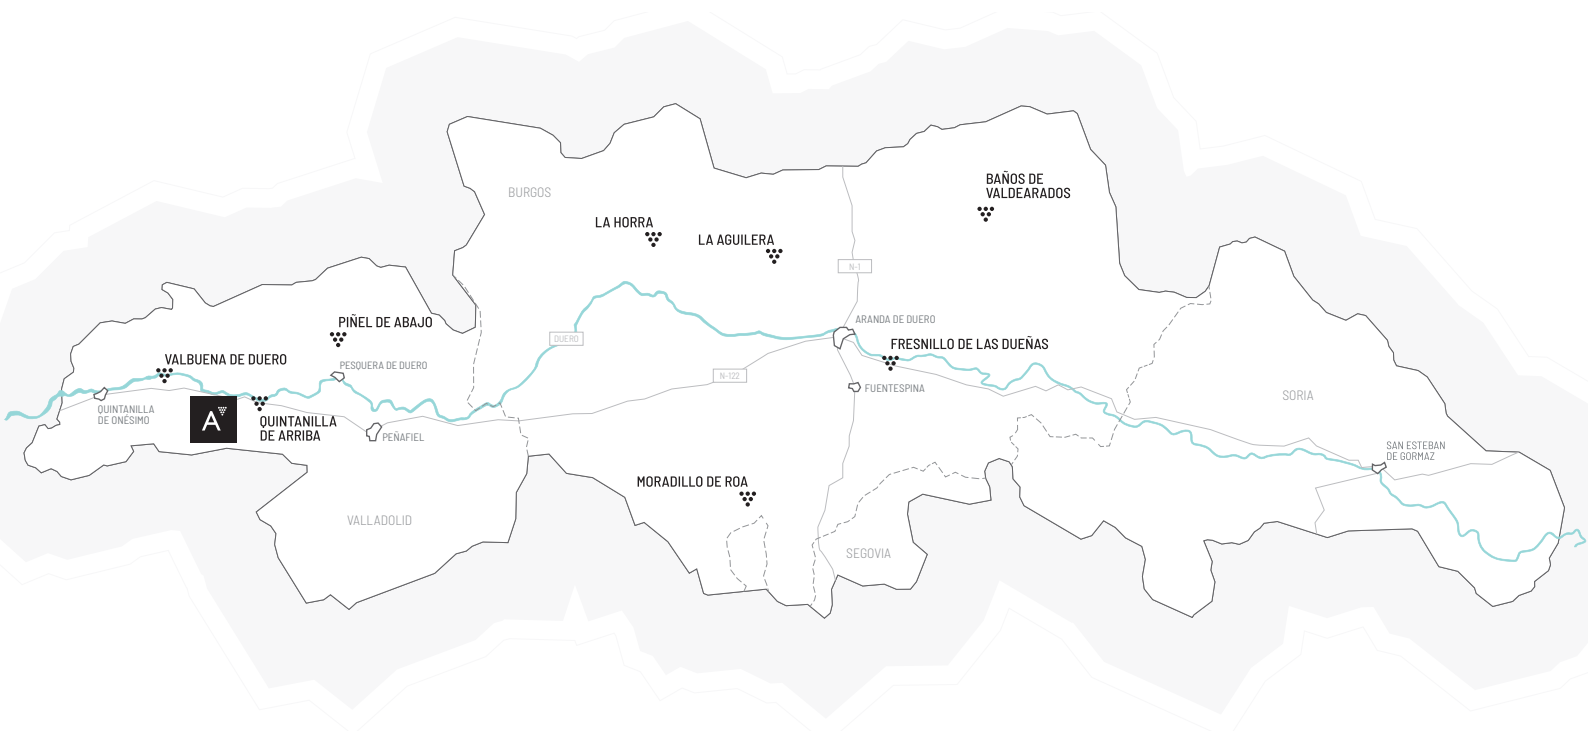 BAÑOS DE
VALDEARADOS
BURGOS
LA HORRA
LA AGUILERA
N-1
PIÑEL DE ABAJO
ARANDA DE DUERO
DUERO
FRESNILLO DE LAS DUEÑAS
VALBUENA DE DUERO
PESQUERA DE DUERO
N-122
FUENTESPINA
SORIA
QUINTANILLA
DE ONÉSIMO
A
QUINTANILLA
DE ARRIBA
PEÑAFIEL
SAN ESTEBAN
DE GORMAZ
MORADILLO DE ROA
VALLADOLID
SEGOVIA